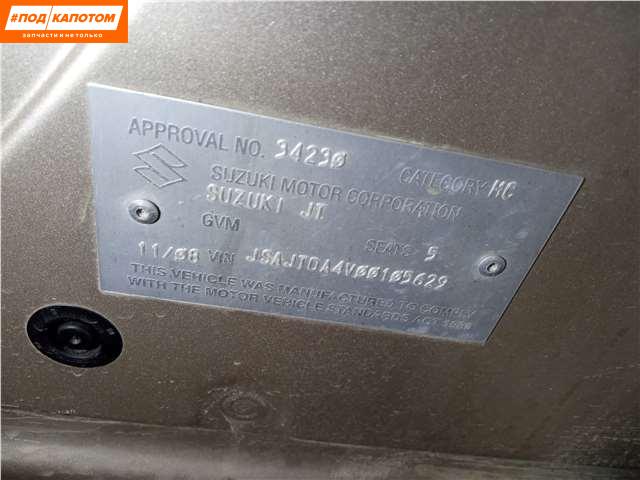 #ПОД КАПОТОМ
запчасти и не только
APPROVAL NO. 34230
CATEGORY MC
SUZUKI MOTOR CORPORATION
SUZUKI JT
GVM
SEATS 5
11/08 VIN JSAJTDA4V00105629
THIS VEHICLE WAS MANUFACTURED TO COMPLY
WITH THE MOTOR VEHICLE STANDARDS ACT 1989